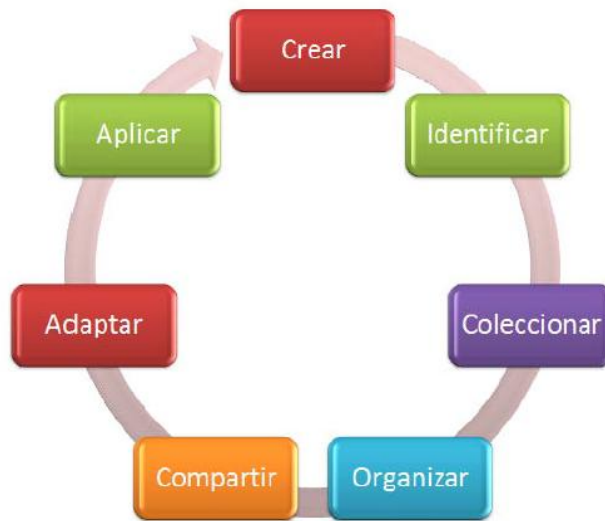 Crear
Identificar
Coleccionar
Organizar
Compartir
Adaptar
Aplicar